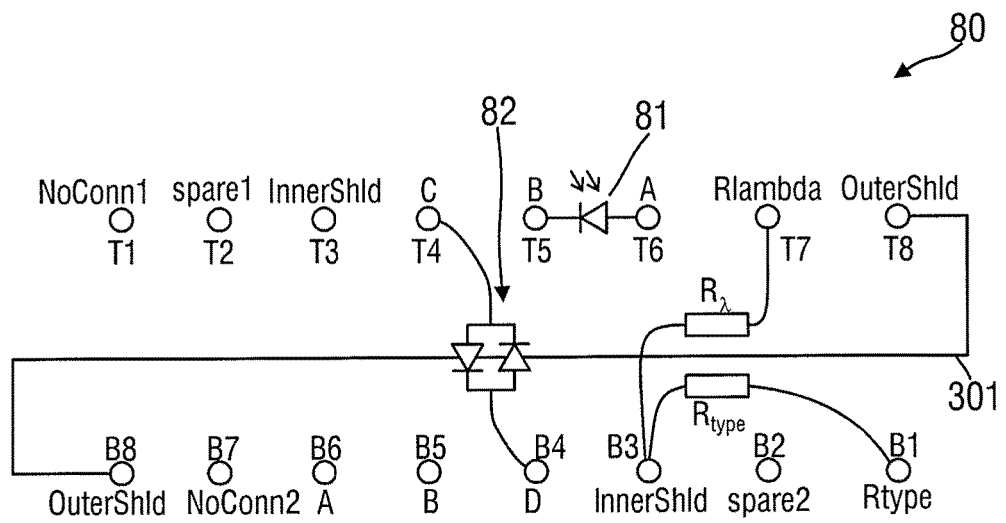 80
82 81
NoConn1 spare1 InnerShld C B A Rlambda OuterShld
T1 T2 T3 T4 T5 T6 T7 T8
Rλ
301
Rtype
B8 B7 B6 B5 B4 B3 B2 B1
OuterShld NoConn2 A B D InnerShld spare2 Rtype